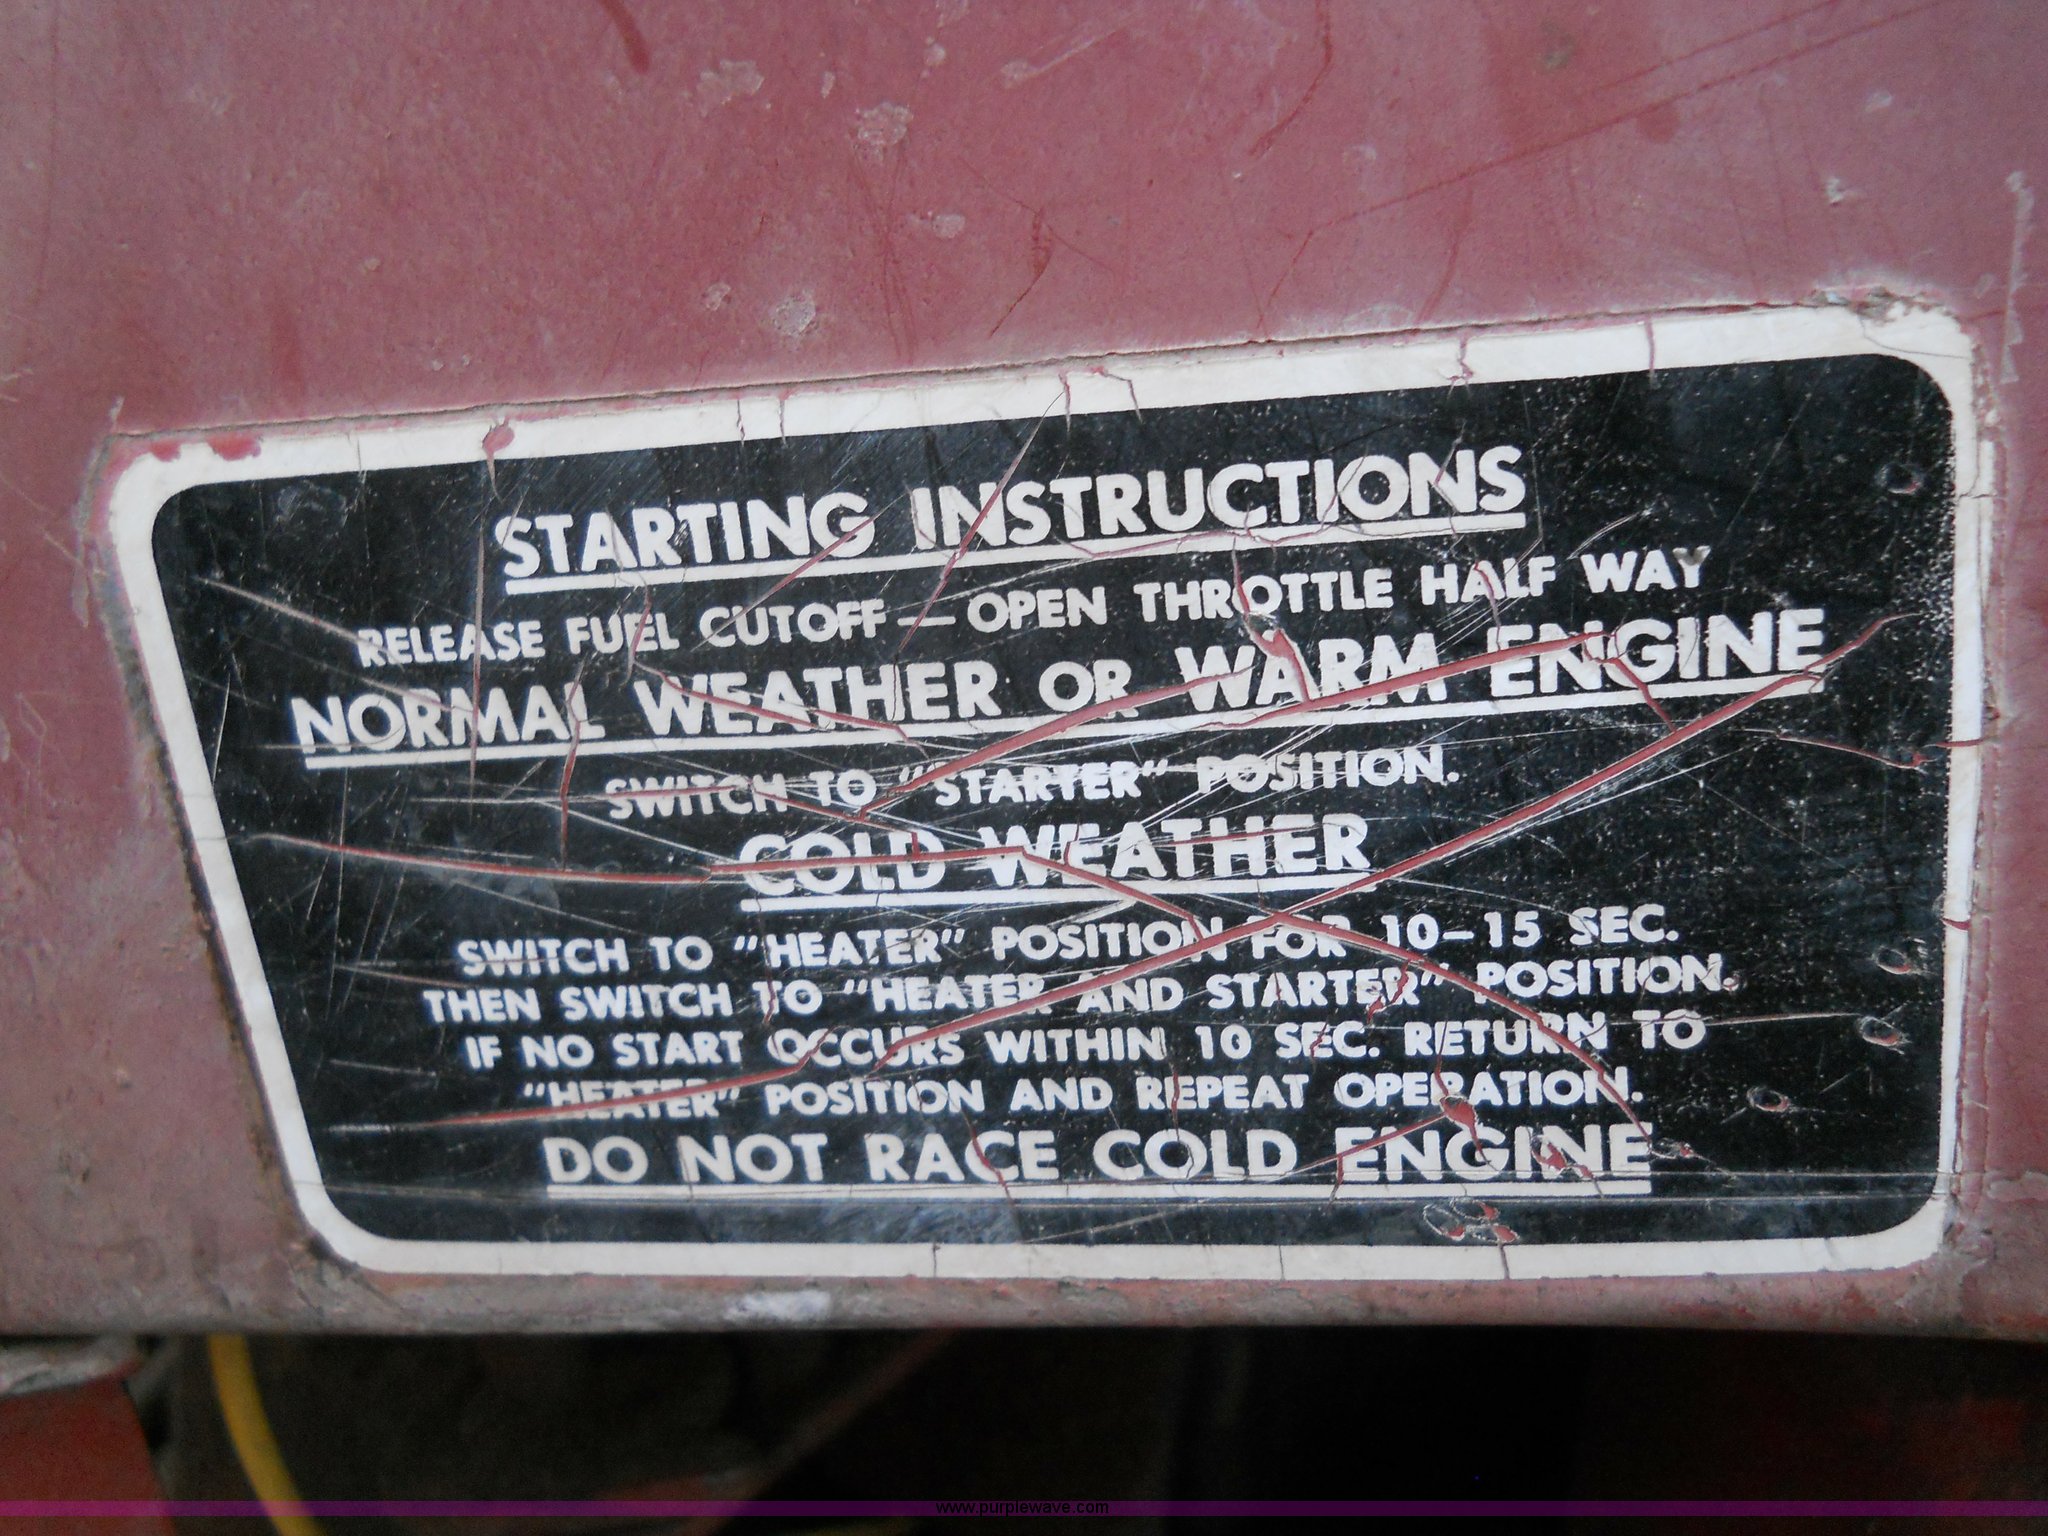 STARTING INSTRUCTIONS
RELEASE FUEL CUTOFF — OPEN THROTTLE HALF WAY
NORMAL WEATHER OR WARM ENGINE
SWITCH TO "STARTER" POSITION.
COLD WEATHER
SWITCH TO "HEATER" POSITION FOR 10-15 SEC.
THEN SWITCH TO "HEATER AND STARTER" POSITION.
IF NO START OCCURS WITHIN 10 SEC. RETURN TO
"HEATER" POSITION AND REPEAT OPERATION.
DO NOT RACE COLD ENGINE
www.purplewave.com